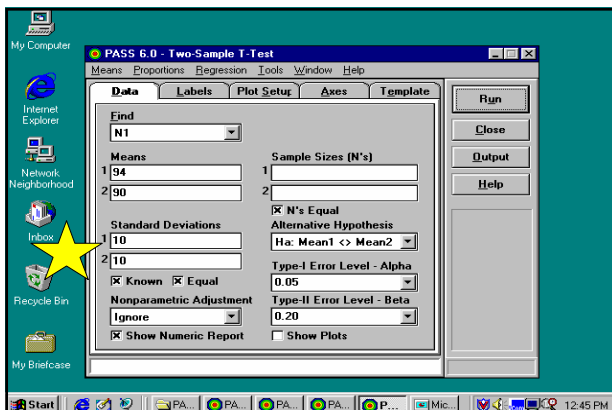 My Computer
Internet
Explorer
Network
Neighborhood
Inbox
Recycle Bin
My Briefcase
PASS 6.0 - Two-Sample T-Test
Means Proportions Regression Tools Window Help
Data Labels Plot Setup Axes Template
Find
N1
Means
1 94
2 90
Standard Deviations
1 10
2 10
Known Equal
Nonparametric Adjustment
Ignore
Show Numeric Report
Sample Sizes (N's)
1
2
N's Equal
Alternative Hypothesis
Ha: Mean1 <> Mean2
Type-I Error Level - Alpha
0.05
Type-II Error Level - Beta
0.20
Show Plots
Run
Close
Output
Help
Start PA... PA... PA... PA... P... Mic... 12:45 PM